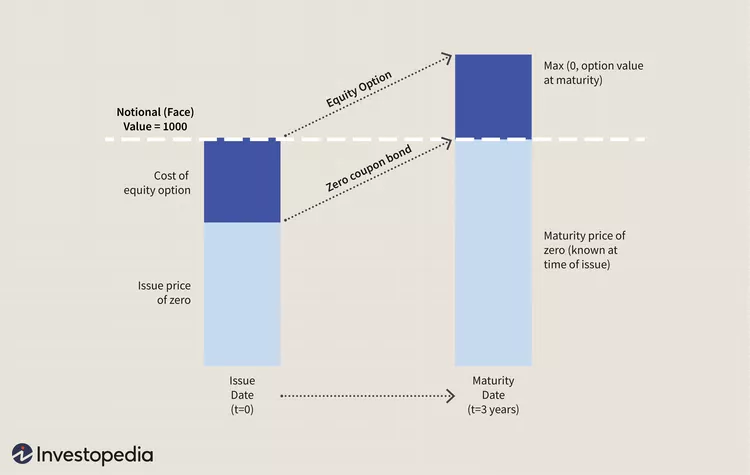 Max (0, option value
at maturity)
Equity Option
Notional (Face)
Value = 1000
Zero coupon bond
Cost of
equity option
Maturity price of
zero (known at
time of issue)
Issue price
of zero
Issue
Date
(t=0)
Maturity
Date
(t=3 years)
Investopedia